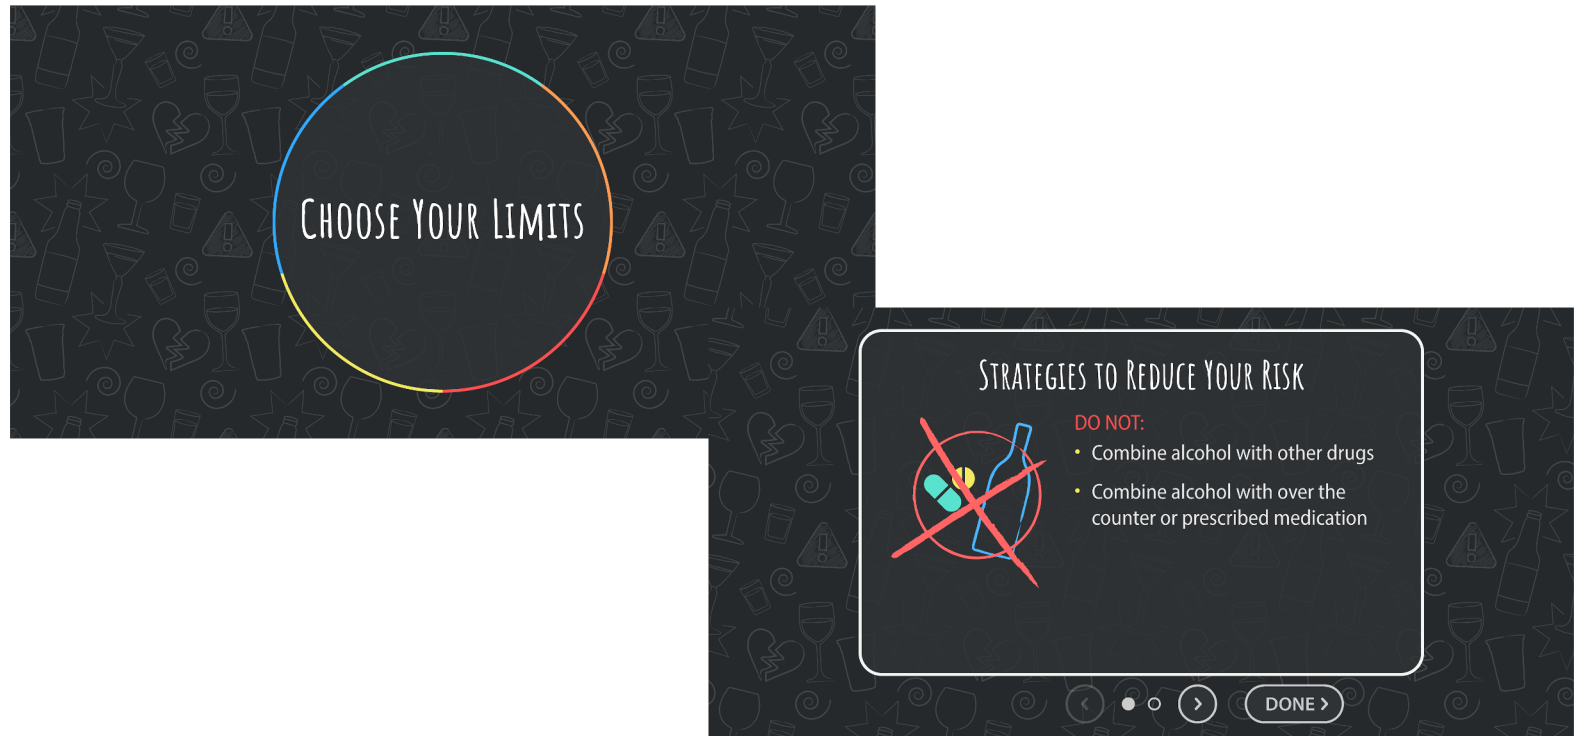 Choose Your Limits
Strategies to Reduce Your Risk
DO NOT:
• Combine alcohol with other drugs
• Combine alcohol with over the
counter or prescribed medication
DONE